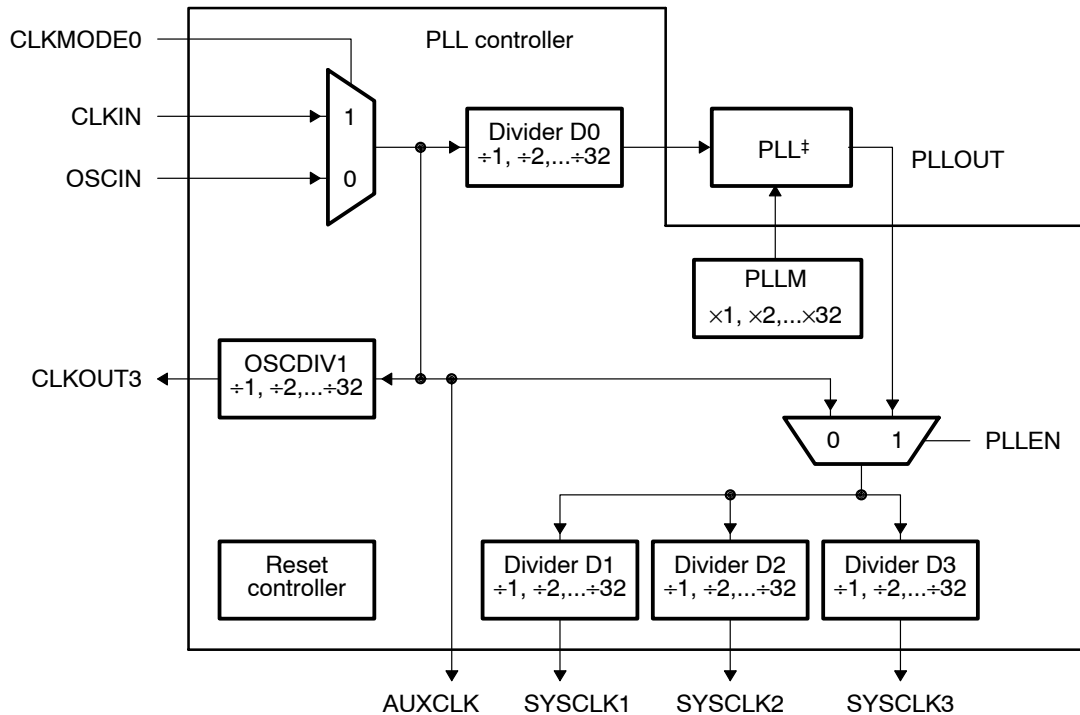 CLKMODE0
PLL controller
CLKIN
1
Divider D0
÷1, ÷2,...÷32
PLL‡
PLLOUT
OSCIN
0
PLLM
×1, ×2,...×32
CLKOUT3
OSCDIV1
÷1, ÷2,...÷32
0
1
PLLEN
Reset
controller
Divider D1
÷1, ÷2,...÷32
Divider D2
÷1, ÷2,...÷32
Divider D3
÷1, ÷2,...÷32
AUXCLK
SYSCLK1
SYSCLK2
SYSCLK3